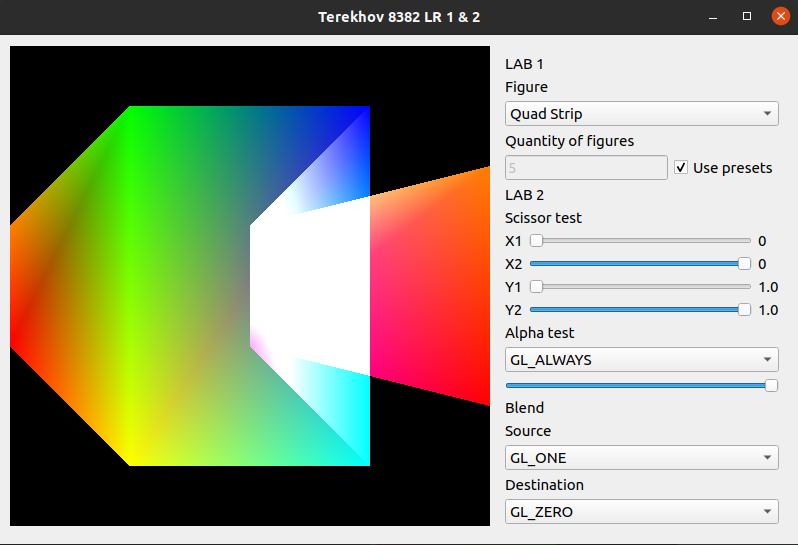 Terekhov 8382 LR 1 & 2
LAB 1
Figure
Quad Strip
Quantity of figures
5
Use presets
LAB 2
Scissor test
X1 0
X2 0
Y1 1.0
Y2 1.0
Alpha test
GL_ALWAYS
Blend
Source
GL_ONE
Destination
GL_ZERO